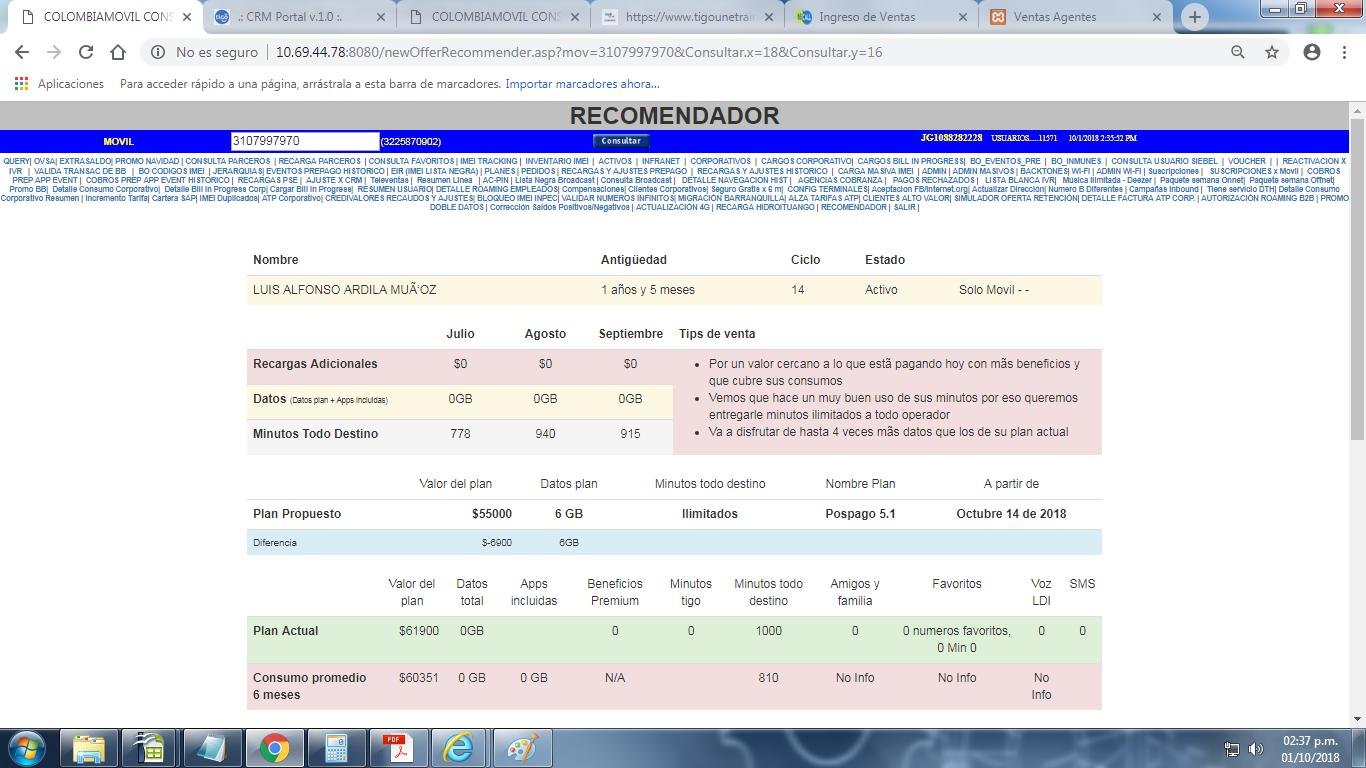 COLOMBIAMOVIL CONS
.: CRM Portal v.1.0 :.
COLOMBIAMOVIL CONS
https://www.tigounetrain
Ingreso de Ventas
Ventas Agentes
No es seguro | 10.69.44.78:8080/newOfferRecommender.asp?mov=3107997970&Consultar.x=18&Consultar.y=16
Aplicaciones Para acceder rápido a una página, arrástrala a esta barra de marcadores. Importar marcadores ahora...
RECOMENDADOR
MOVIL 3107997970 (3225870902) Consultar JG1088282228 USUARIOS.....11571 10/1/2018 2:35:52 PM
QUERY| OVSA| EXTRASALDO| PROMO NAVIDAD | CONSULTA PARCEROS | RECARGA PARCEROS | CONSULTA FAVORITOS | IMEI TRACKING | INVENTARIO IMEI | ACTIVOS | INFRANET | CORPORATIVOS | CARGOS CORPORATIVO| CARGOS BILL IN PROGRESS| BO_EVENTOS_PRE | BO_INMUNES | CONSULTA USUARIO SIEBEL | VOUCHER | | REACTIVACION X
IVR | VALIDA TRANSAC DE BB | BO CODIGOS IMEI | JERARQUIAS| EVENTOS PREPAGO HISTORICO | EIR (IMEI LISTA NEGRA) | PLANES | PEDIDOS | RECARGAS Y AJUSTES PREPAGO | RECARGAS Y AJUSTES HISTORICO | CARGA MASIVA IMEI | ADMIN | ADMIN MASIVOS | BACKTONES| WI-FI | ADMIN WI-FI | Suscripciones | SUSCRIPCIONES x Movil | COBROS
PREP APP EVENT | COBROS PREP APP EVENT HISTORICO | RECARGAS PSE | AJUSTE X CRM | Televentas | Resumen Linea | AC-PIN | Lista Negra Broadcast | Consulta Broadcast | DETALLE NAVEGACION HIST | AGENCIAS COBRANZA | PAGOS RECHAZADOS | LISTA BLANCA IVR| Música Ilimitada - Deezer | Paquete semana Onnet| Paquete semana Offnet|
Promo BB| Detalle Consumo Corporativo| Detalle Bill In Progress Corp| Cargar Bill In Progress| RESUMEN USUARIO| DETALLE ROAMING EMPLEADOS| Compensaciones| Clientes Corporativos| Seguro Gratis x 6 m| CONFIG TERMINALES| Aceptacion FB/Internet.org| Actualizar Dirección| Numero B Diferentes | Campañas Inbound | Tiene servicio DTH| Detalle Consumo
Corporativo Resumen | Incremento Tarifa| Cartera SAP| IMEI Duplicados| ATP Corporativo| CREDIVALORES RECAUDOS Y AJUSTES| BLOQUEO IMEI INPEC| VALIDAR NUMEROS INFINITOS| MIGRACIÓN BARRANQUILLA| ALZA TARIFAS ATP| CLIENTES ALTO VALOR| SIMULADOR OFERTA RETENCIÓN| DETALLE FACTURA ATP CORP. | AUTORIZACIÓN ROAMING B2B | PROMO
DOBLE DATOS | Corrección Saldos Positivos/Negativos | ACTUALIZACIÓN 4G | RECARGA HIDROITUANGO | RECOMENDADOR | SALIR |
Nombre Antigüedad Ciclo Estado
LUIS ALFONSO ARDILA MUÃ‘OZ 1 años y 5 meses 14 Activo Solo Movil - -
Julio Agosto Septiembre Tips de venta
Recargas Adicionales $0 $0 $0
Datos (Datos plan + Apps Incluidas) 0GB 0GB 0GB
Minutos Todo Destino 778 940 915
• Por un valor cercano a lo que estã pagando hoy con mãs beneficios y
que cubre sus consumos
• Vemos que hace un muy buen uso de sus minutos por eso queremos
entregarle minutos ilimitados a todo operador
• Va a disfrutar de hasta 4 veces mãs datos que los de su plan actual
Valor del plan Datos plan Minutos todo destino Nombre Plan A partir de
Plan Propuesto $55000 6 GB Ilimitados Pospago 5.1 Octubre 14 de 2018
Diferencia $-6900 6GB
Valor del Datos Apps Beneficios Minutos Minutos todo Amigos y Favoritos Voz SMS
plan total incluidas Premium tigo destino familia LDI
Plan Actual $61900 0GB 0 0 1000 0 0 numeros favoritos, 0 0
0 Min 0
Consumo promedio $60351 0 GB 0 GB N/A 810 No Info No Info No
6 meses Info
02:37 p.m.
01/10/2018